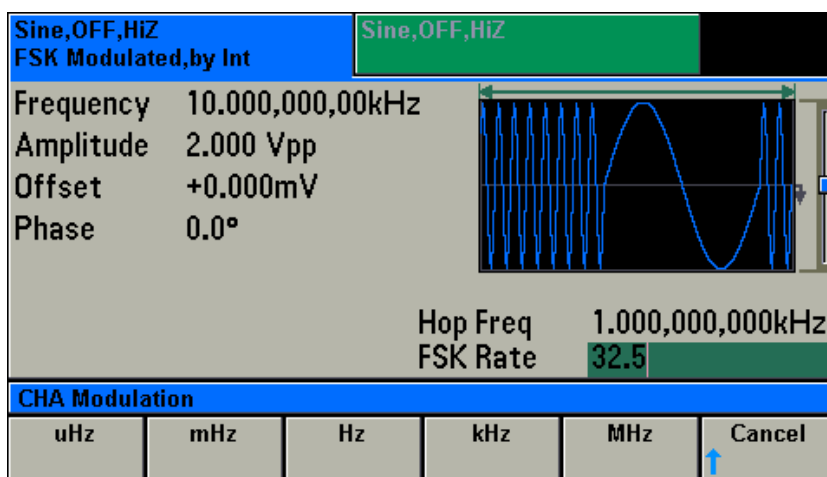 Sine,OFF,HiZ
FSK Modulated,by Int
Sine,OFF,HiZ
Frequency 10.000,000,00kHz
Amplitude 2.000 Vpp
Offset +0.000mV
Phase 0.0°
Hop Freq 1.000,000,000kHz
FSK Rate 32.5
CHA Modulation
uHz mHz Hz kHz MHz Cancel